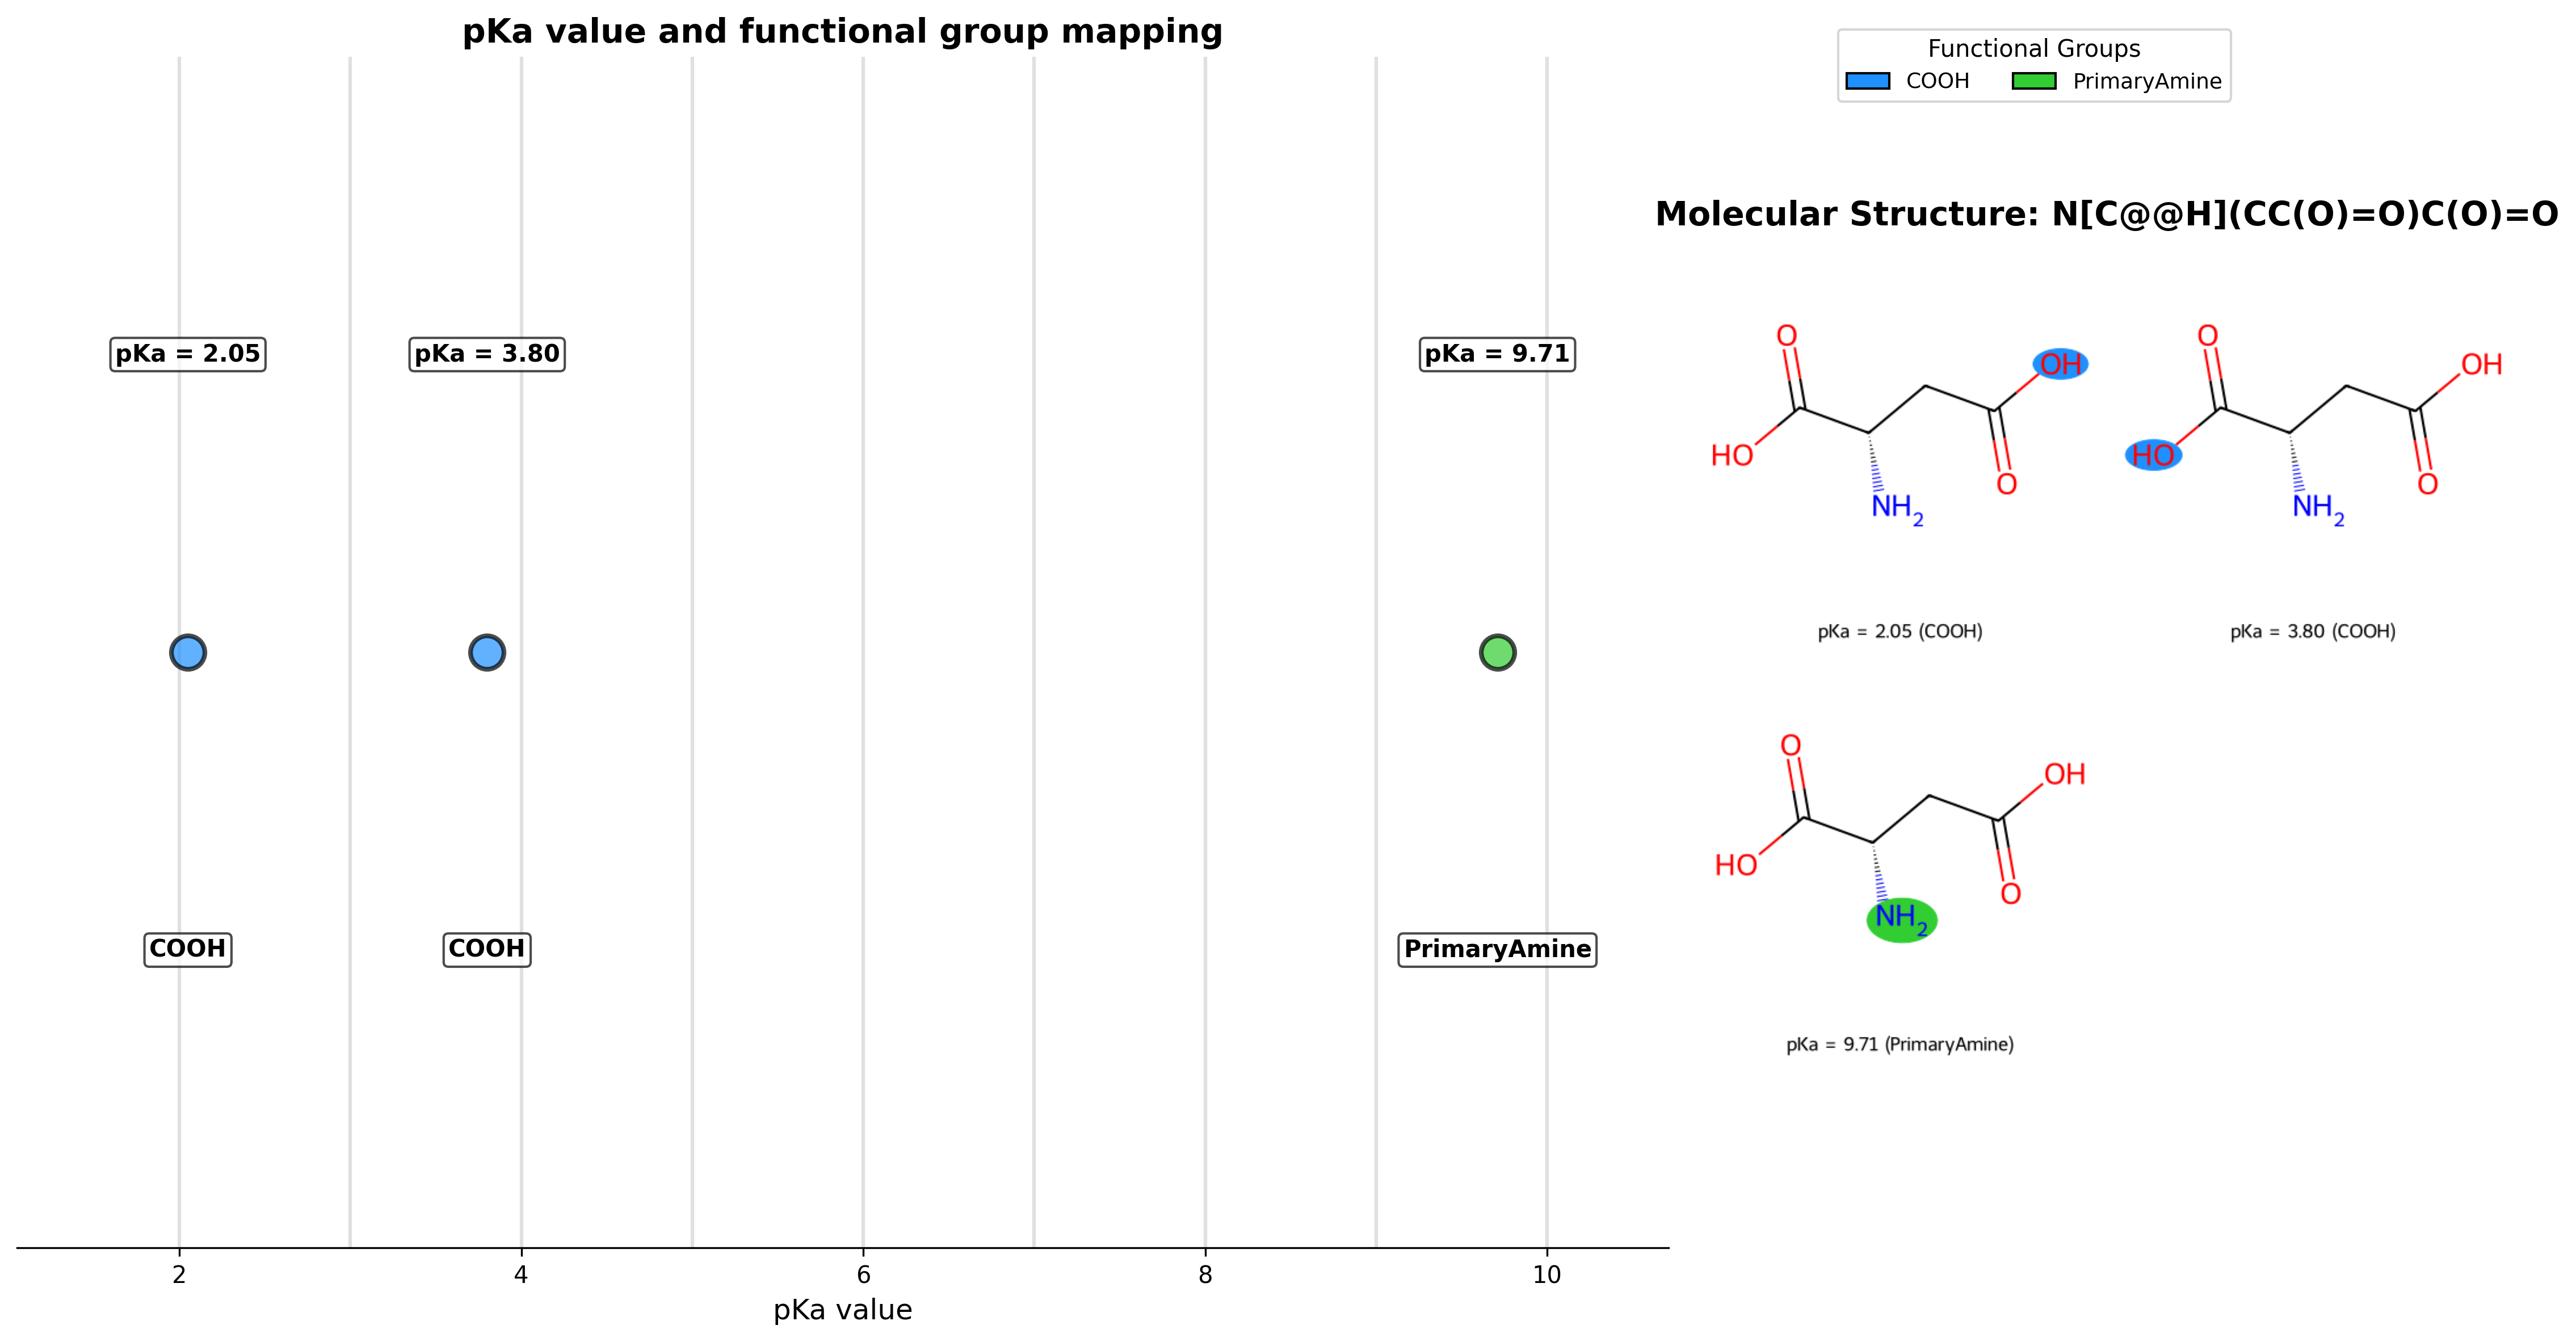 pKa value and functional group mapping
pKa = 2.05
pKa = 3.80
pKa = 9.71
COOH
COOH
PrimaryAmine
2
4
6
8
10
pKa value
Functional Groups
COOH
PrimaryAmine
Molecular Structure: N[C@@H](CC(O)=O)C(O)=O
O
OH
HO
O
NH2
pKa = 2.05 (COOH)
O
OH
HO
O
NH2
pKa = 3.80 (COOH)
O
OH
HO
O
NH2
pKa = 9.71 (PrimaryAmine)